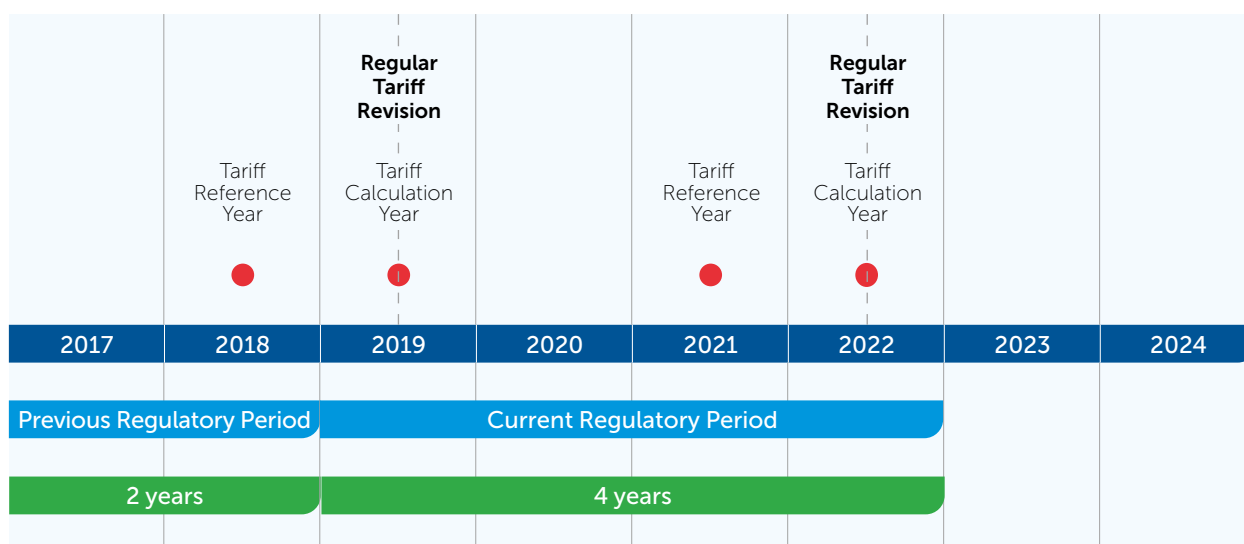 Regular
Tariff
Revision
Regular
Tariff
Revision
Tariff
Reference
Year
Tariff
Calculation
Year
Tariff
Reference
Year
Tariff
Calculation
Year
2017 2018 2019 2020 2021 2022 2023 2024
Previous Regulatory Period Current Regulatory Period
2 years 4 years